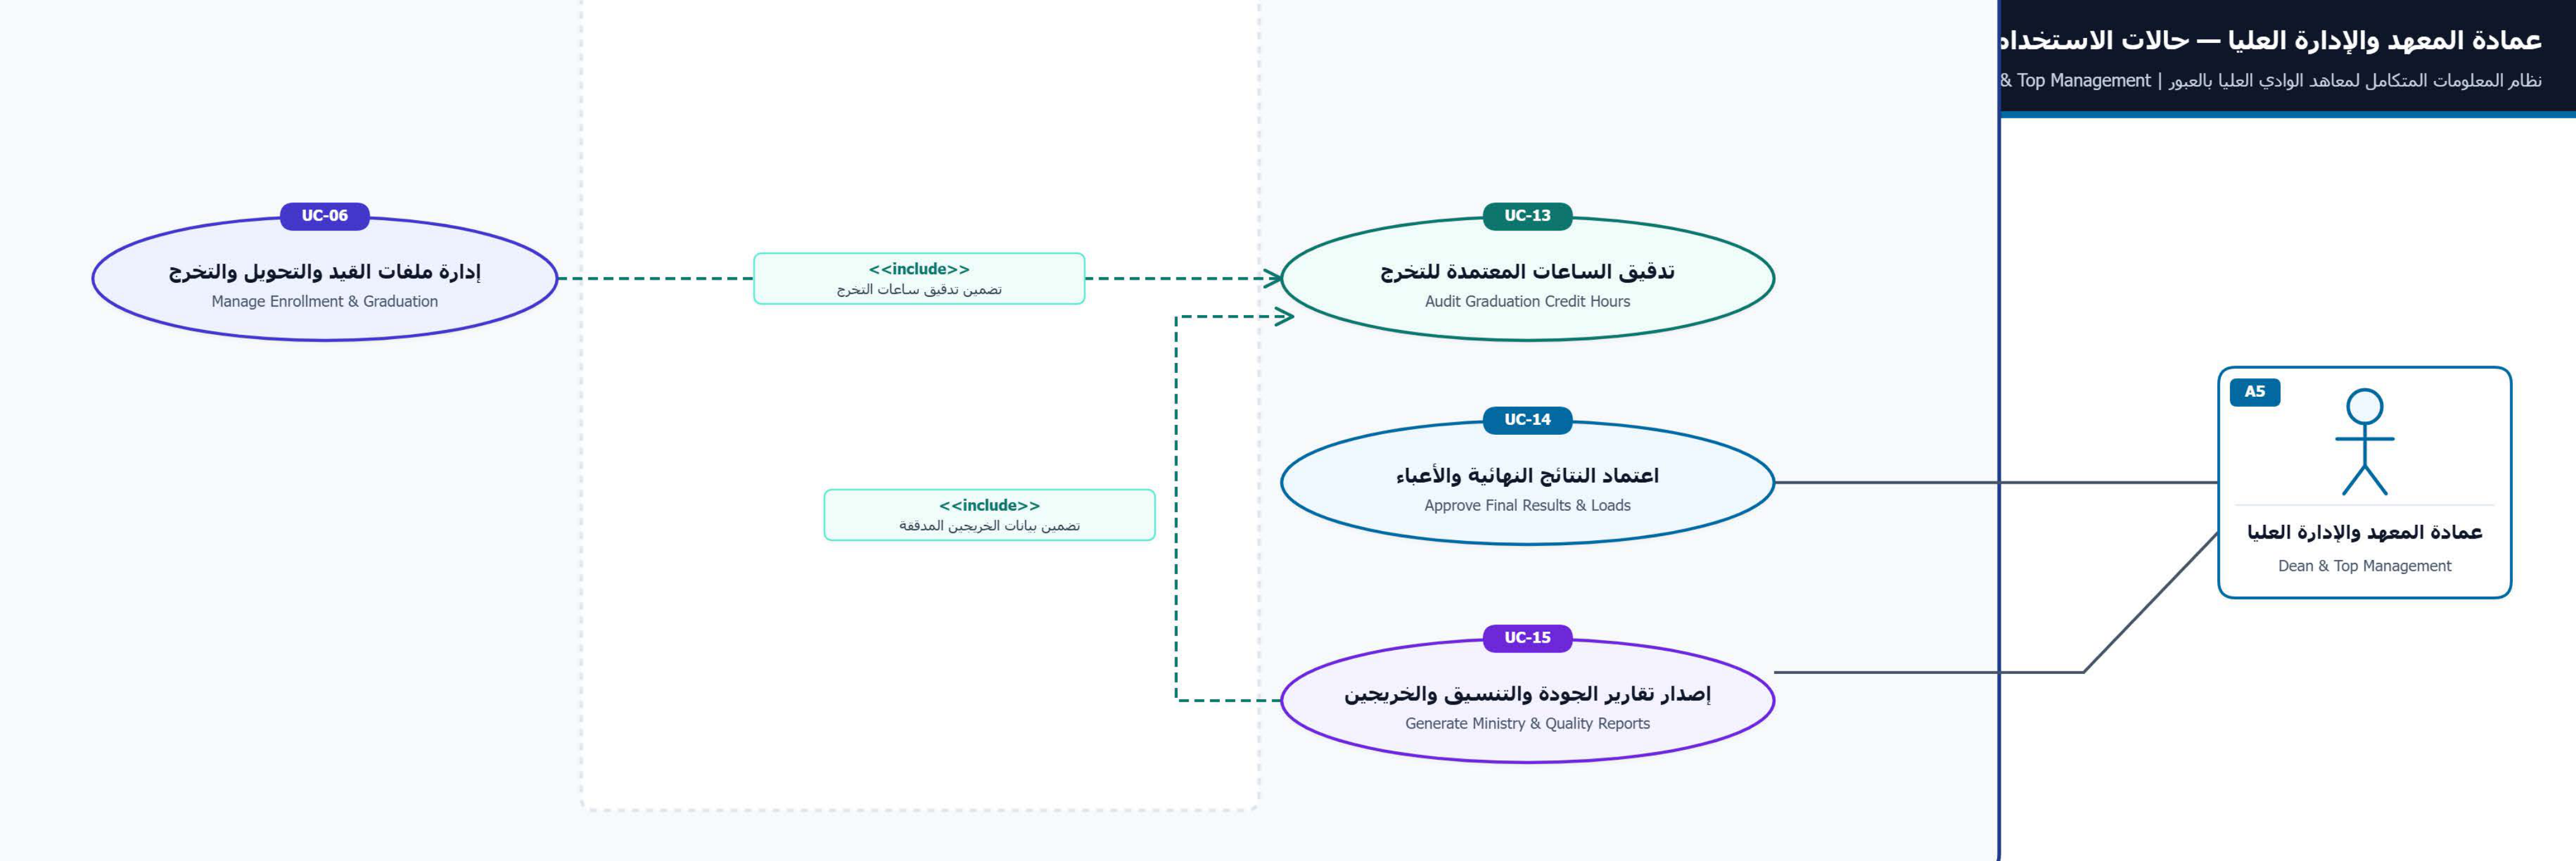 عمادة المعهد والإدارة العليا — حالات الاستخدام
نظام المعلومات المتكامل لمعاهد الوادي العليا بالعبور | & Top Management
UC-06
إدارة ملفات القيد والتحويل والتخرج
Manage Enrollment & Graduation
<<include>>
تضمين تدقيق ساعات التخرج
UC-13
تدقيق الساعات المعتمدة للتخرج
Audit Graduation Credit Hours
UC-14
اعتماد النتائج النهائية والأعباء
Approve Final Results & Loads
<<include>>
تضمين بيانات الخريجين المدققة
UC-15
إصدار تقارير الجودة والتنسيق والخريجين
Generate Ministry & Quality Reports
A5
عمادة المعهد والإدارة العليا
Dean & Top Management